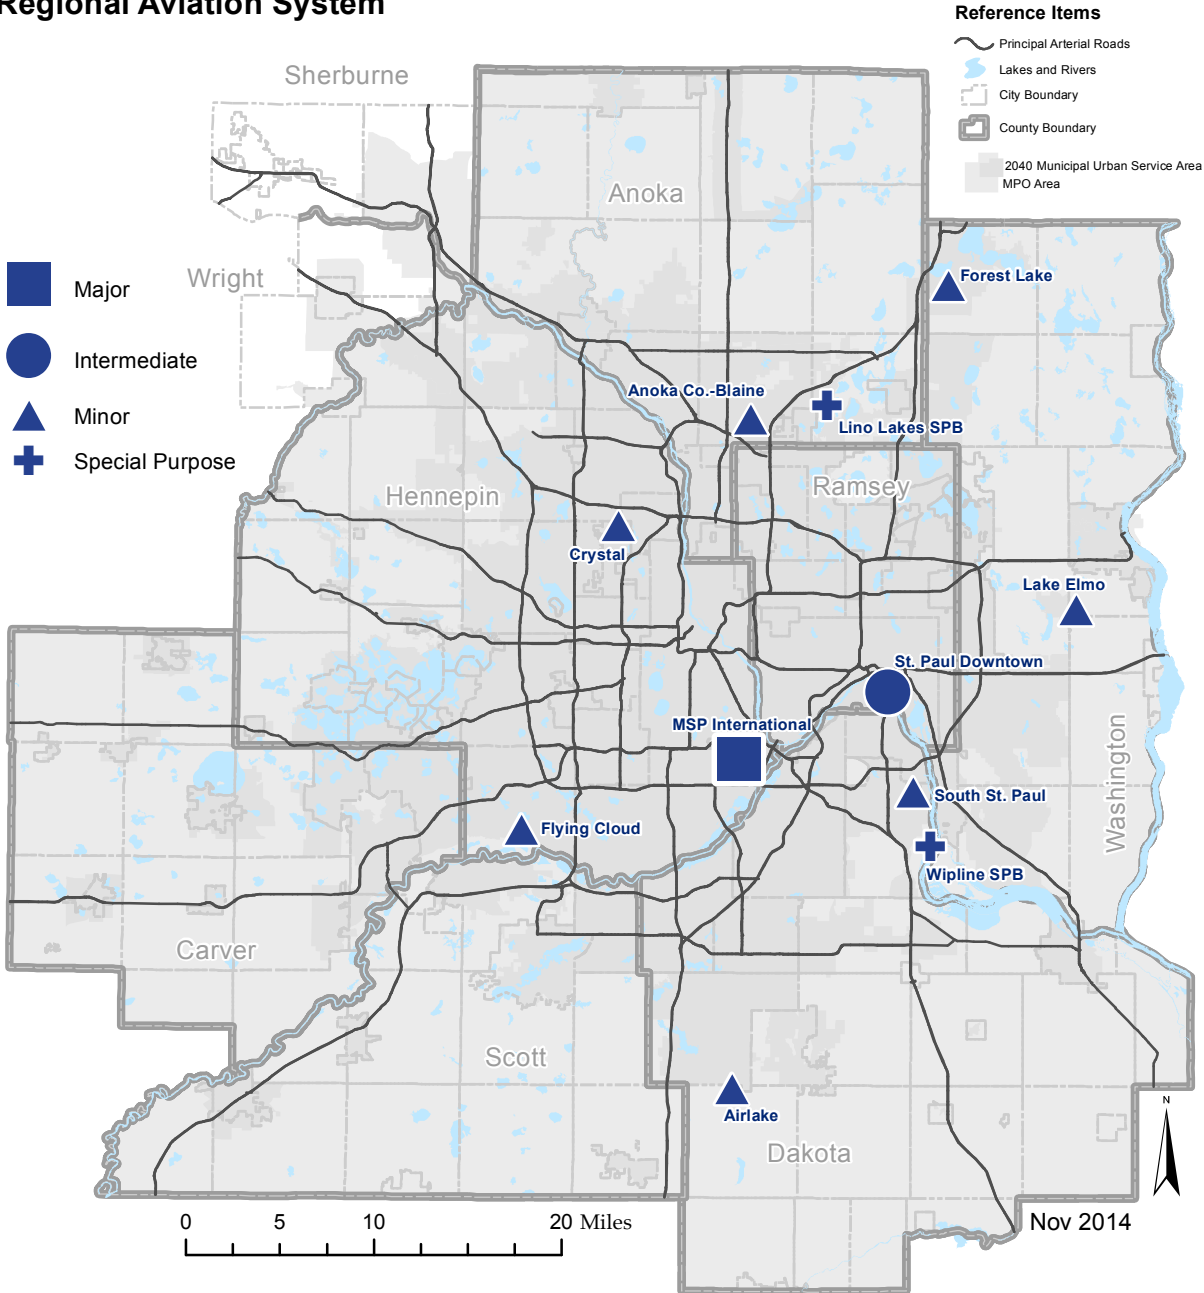 Regional Aviation System
Reference Items
Principal Arterial Roads
Lakes and Rivers
City Boundary
County Boundary
2040 Municipal Urban Service Area
MPO Area
Sherburne
Anoka
Wright
Major
Intermediate
Minor
Special Purpose
Forest Lake
Anoka Co.-Blaine
Lino Lakes SPB
Hennepin
Ramsey
Crystal
Lake Elmo
St. Paul Downtown
MSP International
Washington
South St. Paul
Flying Cloud
Wipline SPB
Carver
Scott
Airlake
Dakota
N
0 5 10 20 Miles
Nov 2014